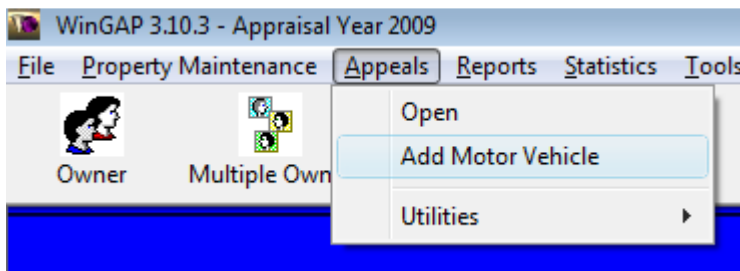 WinGAP 3.10.3 - Appraisal Year 2009
File Property Maintenance Appeals Reports Statistics Tools
Open
Add Motor Vehicle
Owner Multiple Own
Utilities